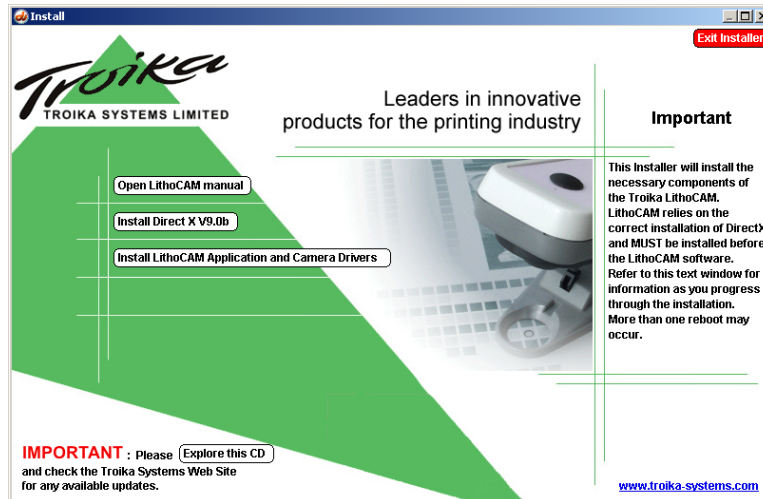 Install
Exit Installer
Troika
TROIKA SYSTEMS LIMITED
Leaders in innovative
products for the printing industry
Open LithoCAM manual
Install Direct X V9.0b
Install LithoCAM Application and Camera Drivers
Important
This Installer will install the
necessary components of
the Troika LithoCAM.
LithoCAM relies on the
correct installation of DirectX
and MUST be installed before
the LithoCAM software.
Refer to this text window for
information as you progress
through the installation.
More than one reboot may
occur.
IMPORTANT : Please Explore this CD
and check the Troika Systems Web Site
for any available updates.
www.troika-systems.com